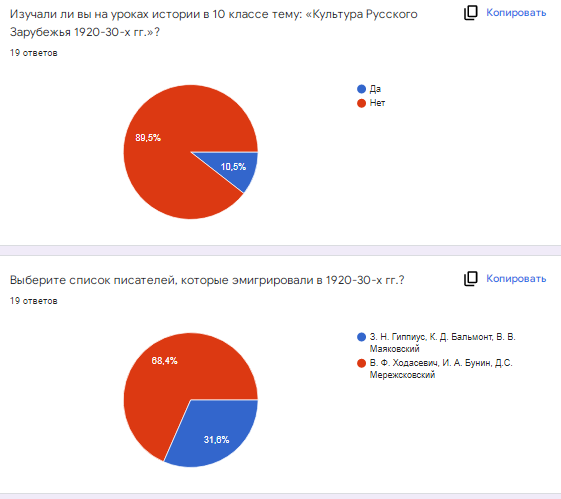 Изучали ли вы на уроках истории в 10 классе тему: «Культура Русского
Зарубежья 1920-30-х гг.»?
Копировать
19 ответов
Да
Нет
89,5%
10,5%
Выберите список писателей, которые эмигрировали в 1920-30-х гг.?
Копировать
19 ответов
З. Н. Гиппиус, К. Д. Бальмонт, В. В.
Маяковский
В. Ф. Ходасевич, И. А. Бунин, Д.С.
Мережсковский
68,4%
31,6%